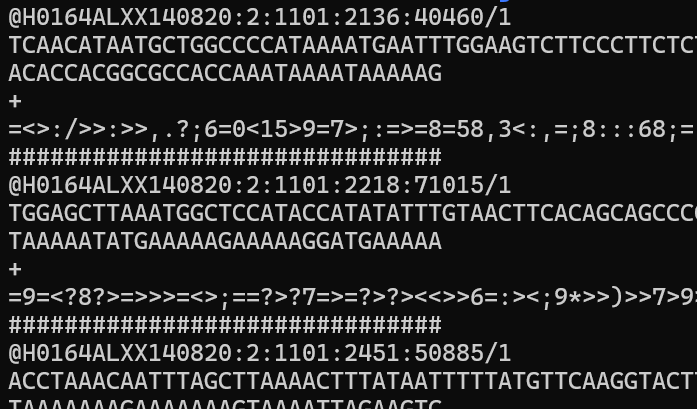 @H0164ALXX140820:2:1101:2136:40460/1
TCAACATAATGCTGGCCCCATAAAATGAATTTGGAAGTCTTCCCTTCTCT
ACACCACGGCGCCACCAAATAAAATAAAAAG
+
=<>:/>>:>>,.?;6=0<15>9=7>;:=>=8=58,3<:,=;8:::68;=
###############################
@H0164ALXX140820:2:1101:2218:71015/1
TGGAGCTTAAATGGCTCCATACCATATATTTGTAACTTCACAGCAGCCC
TAAAAATATGAAAAAGAAAAAGGATGAAAAA
+
=9=<?8?>=>>>=<>;==?>?7=>=?>?><<>>6=:><;9*>>)>>7>9
###############################
@H0164ALXX140820:2:1101:2451:50885/1
ACCTAAACAATTTAGCTTAAAACTTTATAATTTTTATGTTCAAGGTACTT
TAAAAAAAGAAAAAAAGTAAAATTAGAAGTC